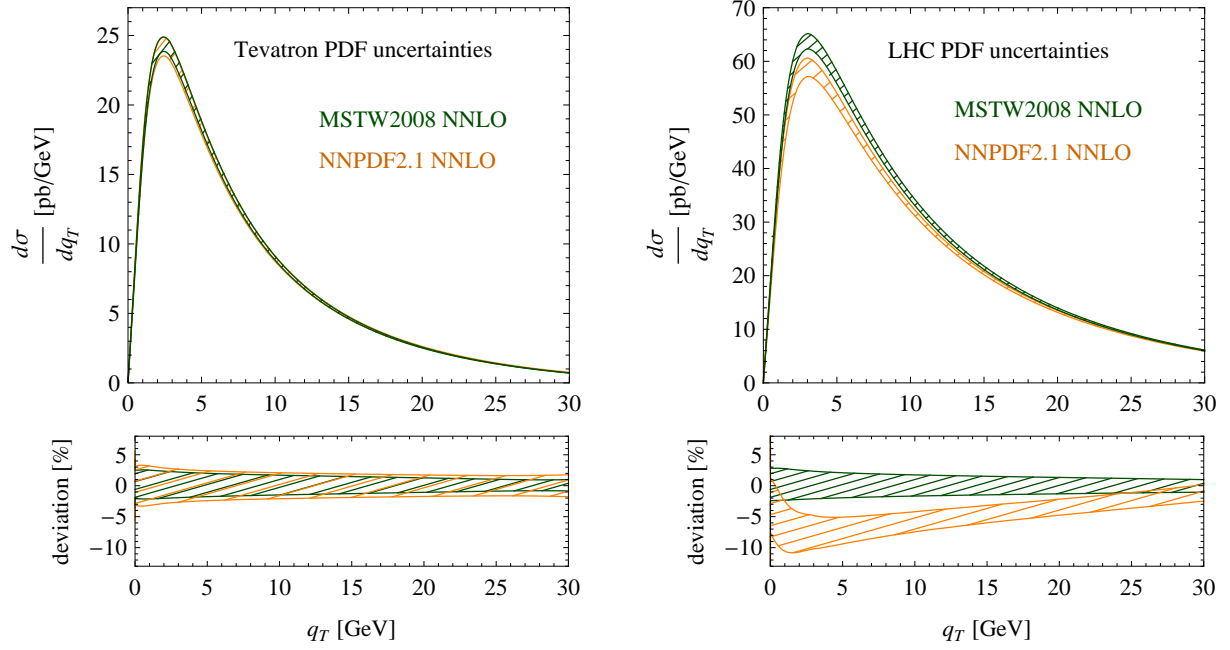 Tevatron PDF uncertainties
MSTW2008 NNLO
NNPDF2.1 NNLO
dσ/dq_T [pb/GeV]
25
20
15
10
5
0
0 5 10 15 20 25 30
deviation [%]
5
0
−5
−10
0 5 10 15 20 25 30
q_T [GeV]
LHC PDF uncertainties
MSTW2008 NNLO
NNPDF2.1 NNLO
dσ/dq_T [pb/GeV]
70
60
50
40
30
20
10
0
0 5 10 15 20 25 30
deviation [%]
5
0
−5
−10
0 5 10 15 20 25 30
q_T [GeV]